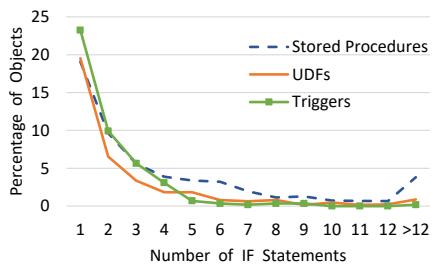 25
20
15
10
5
0
Percentage of Objects
Stored Procedures
UDFs
Triggers
1 2 3 4 5 6 7 8 9 10 11 12 >12
Number of IF Statements